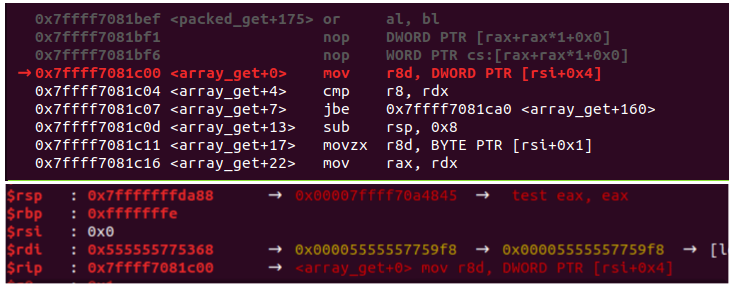 0x7ffff7081bef <packed_get+175> or al, bl
0x7ffff7081bf1 nop DWORD PTR [rax+rax*1+0x0]
0x7ffff7081bf6 nop WORD PTR cs:[rax+rax*1+0x0]
→0x7ffff7081c00 <array_get+0> mov r8d, DWORD PTR [rsi+0x4]
0x7ffff7081c04 <array_get+4> cmp r8, rdx
0x7ffff7081c07 <array_get+7> jbe 0x7ffff7081ca0 <array_get+160>
0x7ffff7081c0d <array_get+13> sub rsp, 0x8
0x7ffff7081c11 <array_get+17> movzx r8d, BYTE PTR [rsi+0x1]
0x7ffff7081c16 <array_get+22> mov rax, rdx
$rsp : 0x7fffffffda88 → 0x00007ffff70a4845 → test eax, eax
$rbp : 0xfffffffe
$rsi : 0x0
$rdi : 0x555555775368 → 0x00005555557759f8 → 0x00005555557759f8 → [l
$rip : 0x7ffff7081c00 → <array_get+0> mov r8d, DWORD PTR [rsi+0x4]